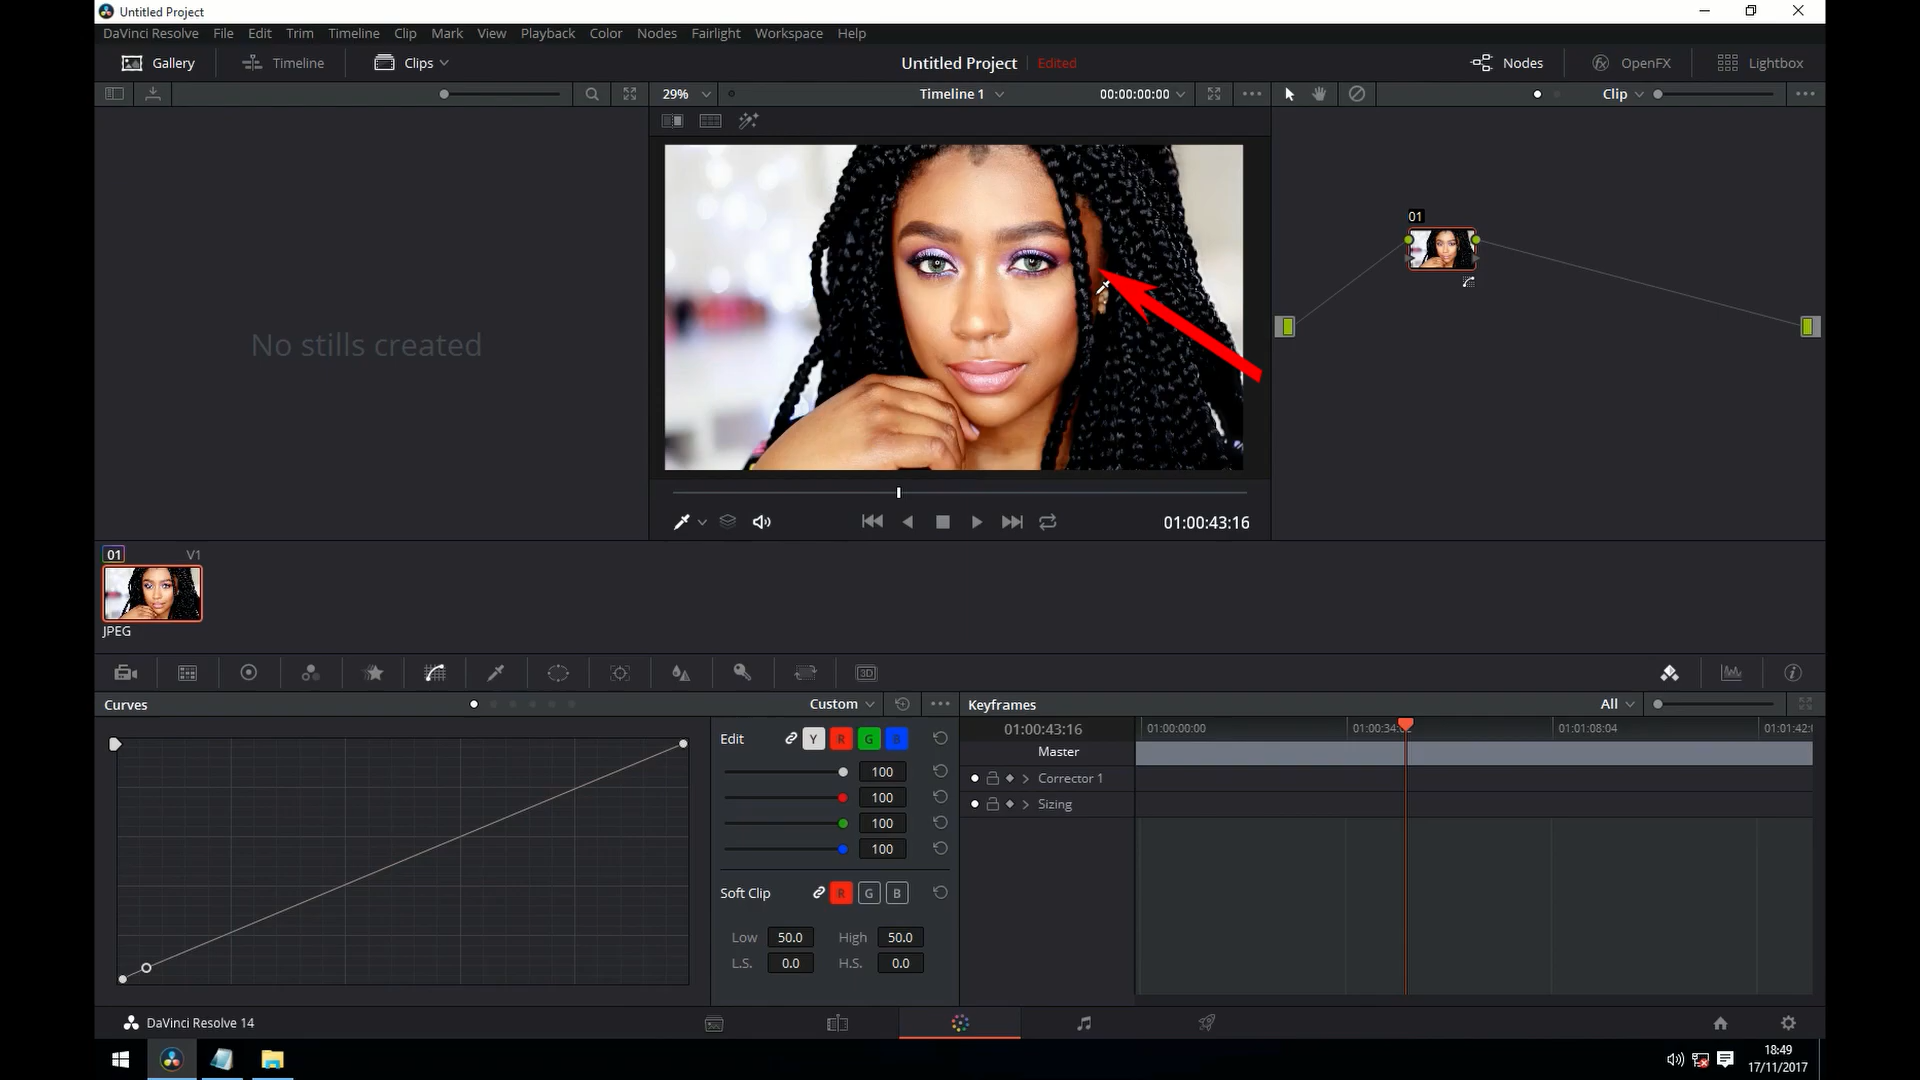 Untitled Project
DaVinci Resolve File Edit Trim Timeline Clip Mark View Playback Color Nodes Fairlight Workspace Help
Gallery Timeline Clips Untitled Project Edited Nodes OpenFX Lightbox
29% Timeline 1 00:00:00:00 Clip
01
No stills created
01:00:43:16
01 V1
JPEG
3D
Curves Custom Keyframes All
Edit Y R G B 01:00:43:16 01:00:00:00 01:00:34: 01:01:08:04 01:01:42:
Master
100 Corrector 1
100 Sizing
100
100
Soft Clip R G B
Low 50.0 High 50.0
L.S. 0.0 H.S. 0.0
DaVinci Resolve 14
18:49
17/11/2017